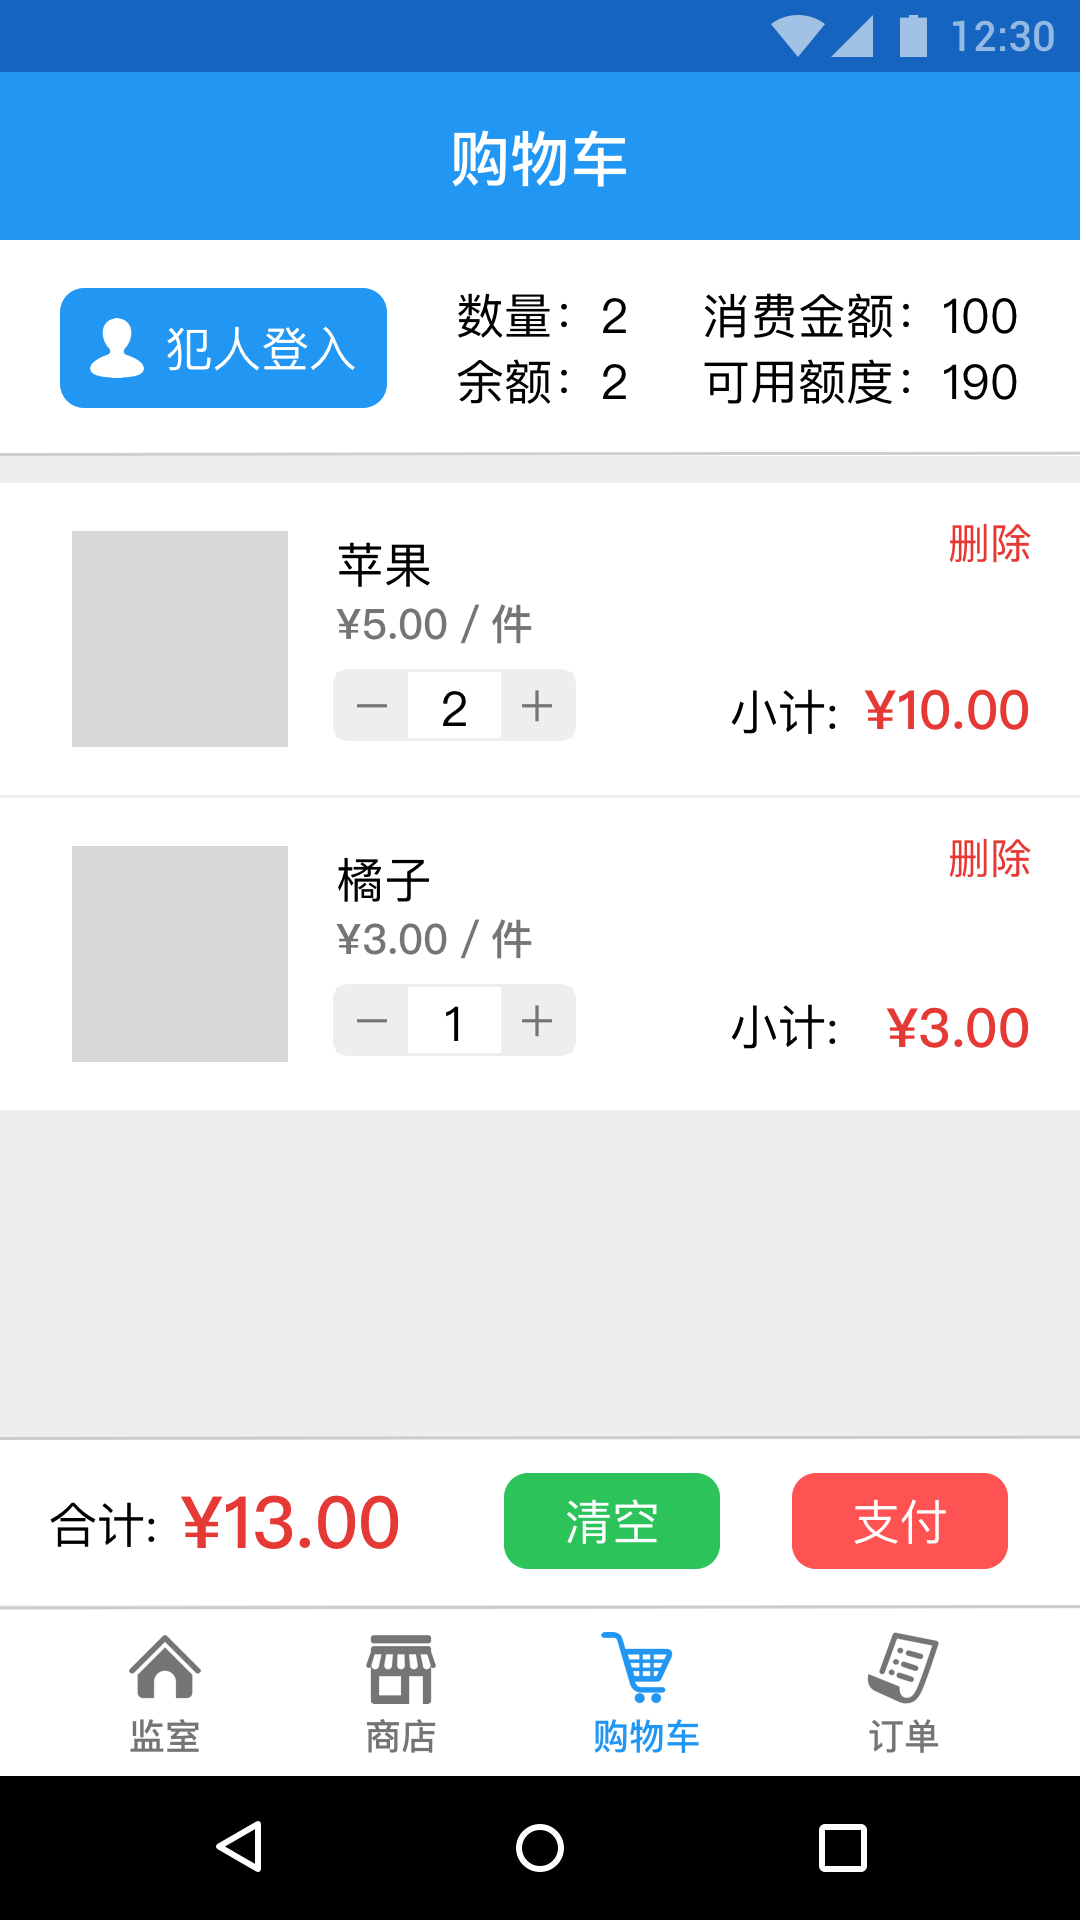 12:30
购物车
犯人登入
数量：2 消费金额：100
余额：2 可用额度：190
苹果 删除
¥5.00 / 件
2 小计: ¥10.00
橘子 删除
¥3.00 / 件
1 小计: ¥3.00
合计: ¥13.00 清空 支付
监室 商店 购物车 订单